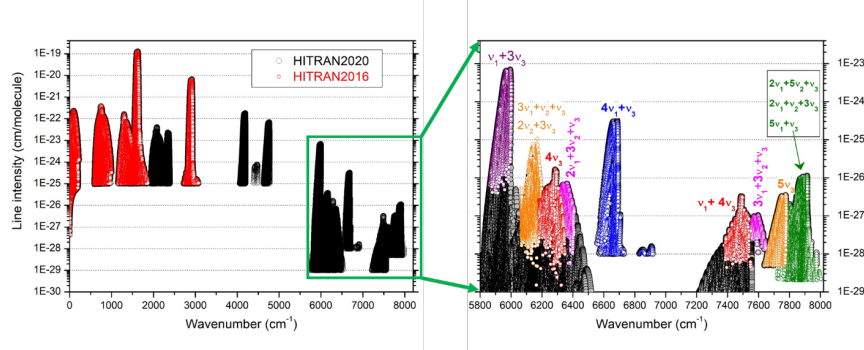 1E-19
1E-20
1E-21
1E-22
1E-23
1E-24
1E-25
1E-26
1E-27
1E-28
1E-29
1E-30
Line intensity (cm/molecule)
HITRAN2020
HITRAN2016
0 1000 2000 3000 4000 5000 6000 7000 8000
Wavenumber (cm⁻¹)
ν₁+3ν₃
3ν₁+ν₂+ν₃
2ν₂+3ν₃
4ν₃
2ν₁+3ν₂+ν₃
4ν₁+ν₃
ν₁+ 4ν₃
3ν₁+3ν₂+ν₃
5ν₃
2ν₁+5ν₂+ν₃
2ν₁+ν₂+3ν₃
5ν₁+ν₃
1E-23
1E-24
1E-25
1E-26
1E-27
1E-28
1E-29
5800 6000 6200 6400 6600 6800 7000 7200 7400 7600 7800 8000
Wavenumber (cm⁻¹)